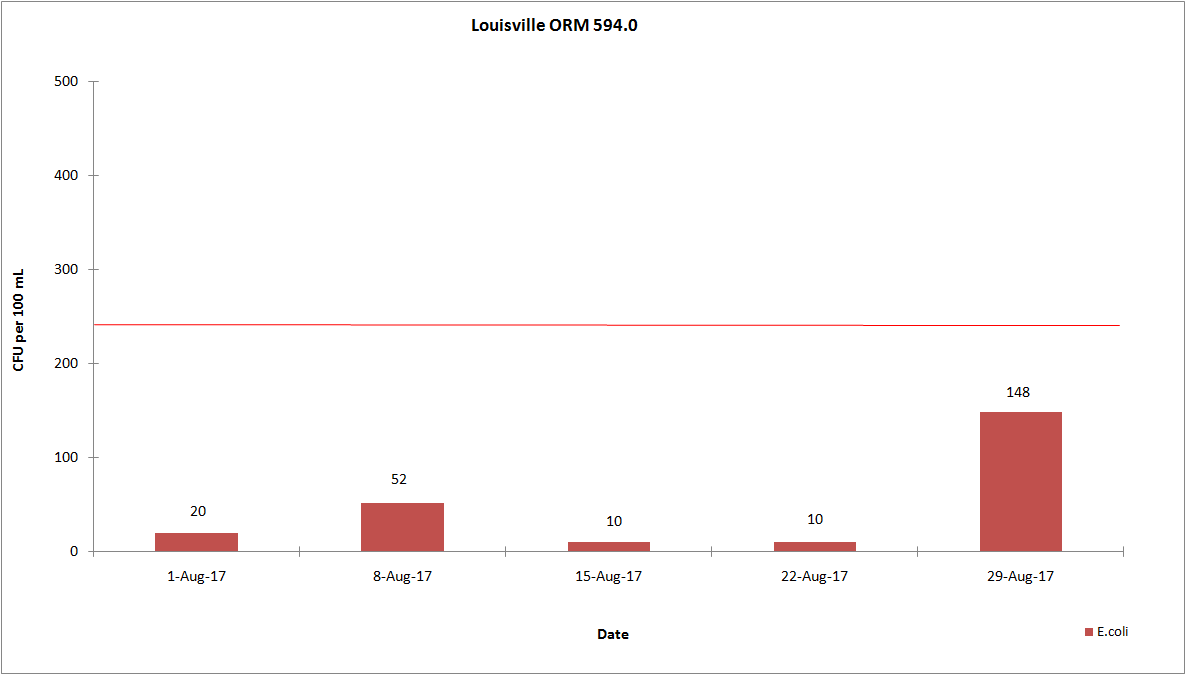 Louisville ORM 594.0
500
400
300
200
100
0
CFU per 100 mL
20
52
10
10
148
1-Aug-17
8-Aug-17
15-Aug-17
22-Aug-17
29-Aug-17
Date
E.coli